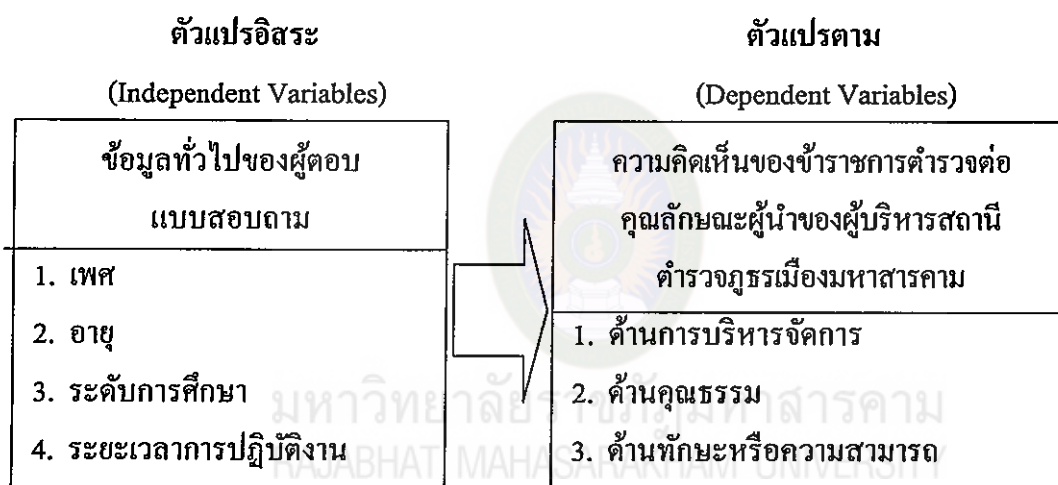 ตัวแปรอิสระ
(Independent Variables)
ข้อมูลทั่วไปของผู้ตอบ
แบบสอบถาม
1. เพศ
2. อายุ
3. ระดับการศึกษา
4. ระยะเวลาการปฏิบัติงาน
ตัวแปรตาม
(Dependent Variables)
ความคิดเห็นของข้าราชการตำรวจต่อ
คุณลักษณะผู้นำของผู้บริหารสถานี
ตำรวจภูธรเมืองมหาสารคาม
1. ด้านการบริหารจัดการ
2. ด้านคุณธรรม
3. ด้านทักษะหรือความสามารถ
มหาวิทยาลัยราชภัฏมหาสารคาม
RAJABHAT MAHASARAKHAM UNIVERSITY